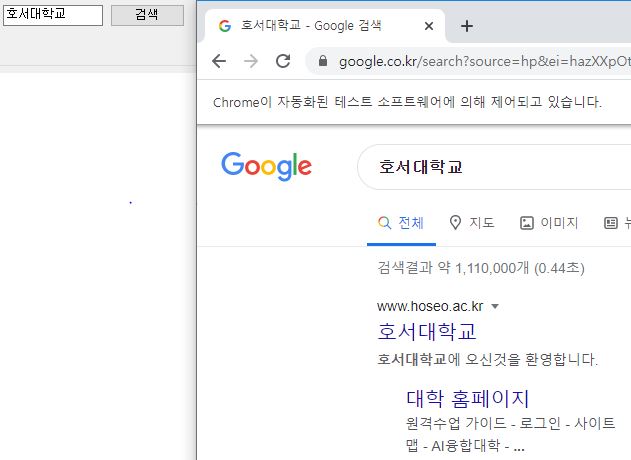 호서대학교 검색
호서대학교 - Google 검색
google.co.kr/search?source=hp&ei=hazXXpOt
Chrome이 자동화된 테스트 소프트웨어에 의해 제어되고 있습니다.
Google 호서대학교
전체 지도 이미지 뉴
검색결과 약 1,110,000개 (0.44초)
www.hoseo.ac.kr
호서대학교
호서대학교에 오신것을 환영합니다.
대학 홈페이지
원격수업 가이드 - 로그인 - 사이트
맵 - AI융합대학 - ...